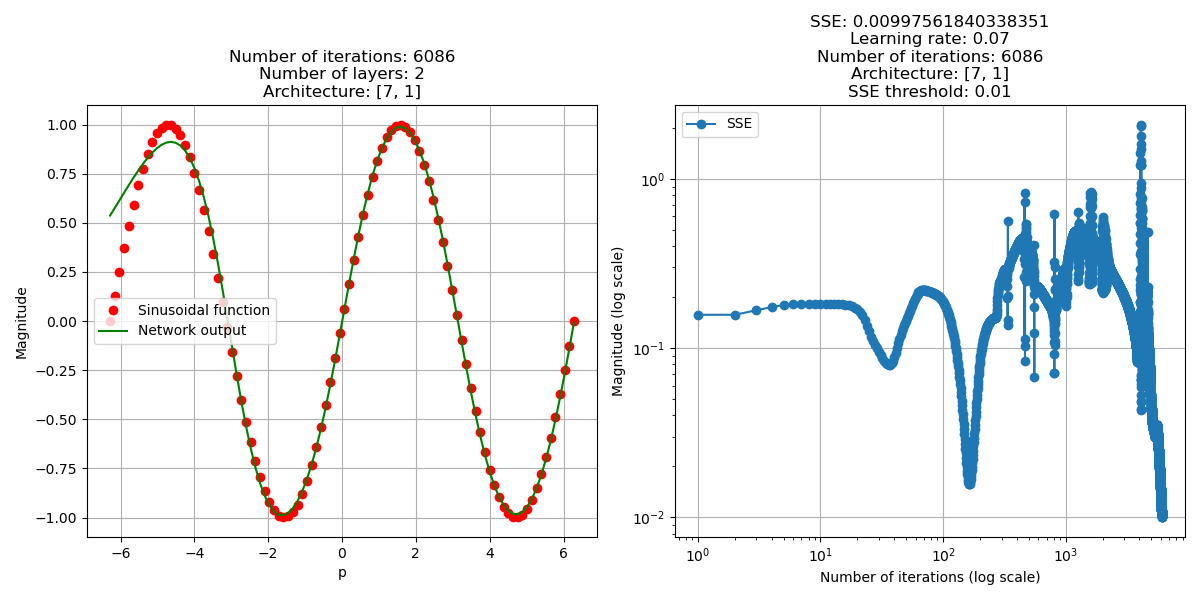 Number of iterations: 6086
Number of layers: 2
Architecture: [7, 1]
1.00
0.75
0.50
0.25
0.00
−0.25
−0.50
−0.75
−1.00
Magnitude
Sinusoidal function
Network output
−6
−4
−2
0
2
4
6
p
SSE: 0.00997561840338351
Learning rate: 0.07
Number of iterations: 6086
Architecture: [7, 1]
SSE threshold: 0.01
SSE
10⁰
10⁻¹
10⁻²
Magnitude (log scale)
10⁰
10¹
10²
10³
Number of iterations (log scale)